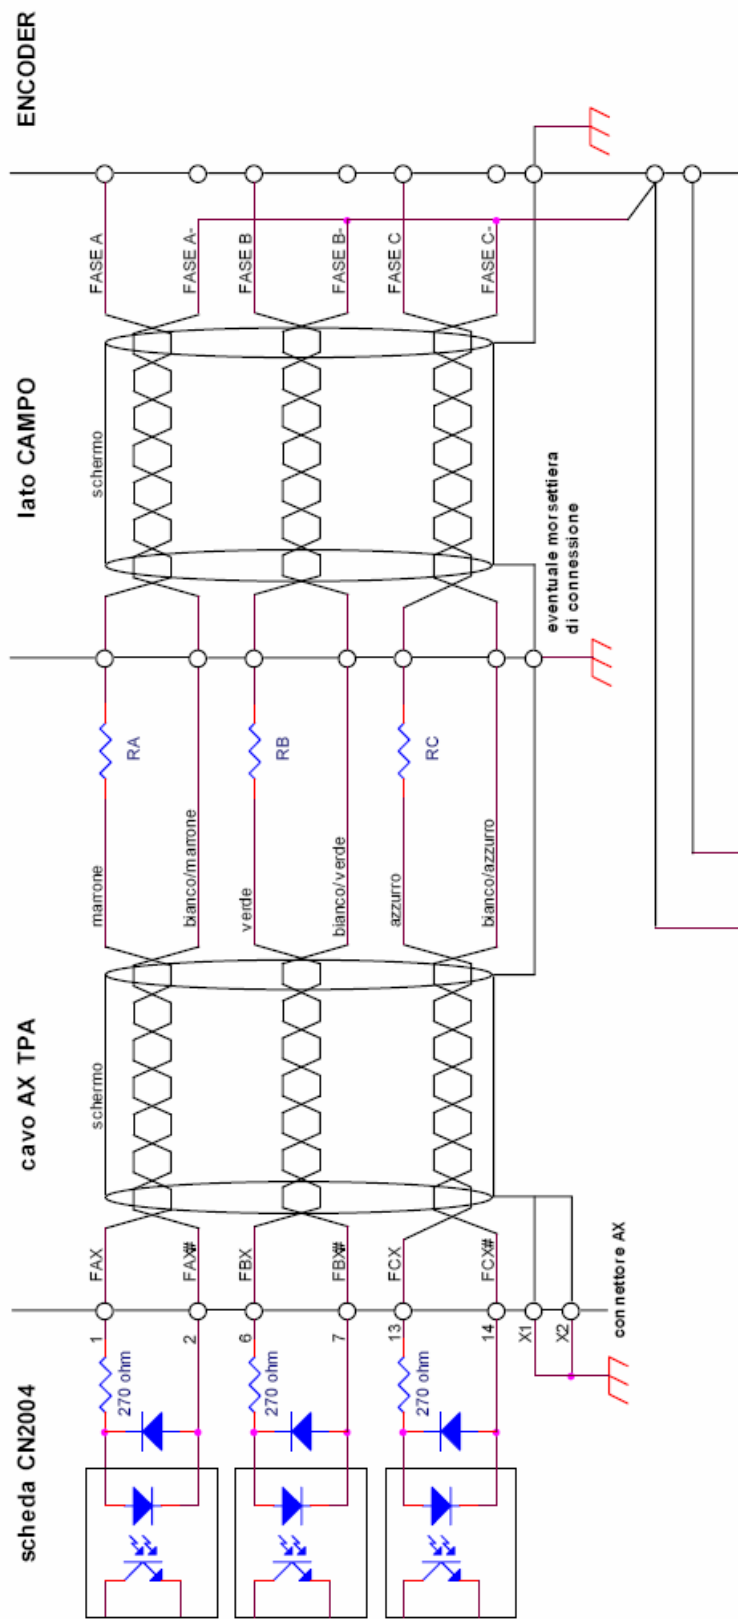 scheda CN2004
cavo AX TPA
lato CAMPO
ENCODER
270 ohm
1
FAX
schermo
marrone
RA
schermo
FASE A
2
FAX#
bianco/marrone
FASE A-
270 ohm
6
FBX
verde
RB
FASE B
7
FBX#
bianco/verde
FASE B-
270 ohm
13
FCX
azzurro
RC
FASE C
14
FCX#
bianco/azzurro
FASE C-
X1
X2
connettore AX
eventuale morsettiera
di connessione